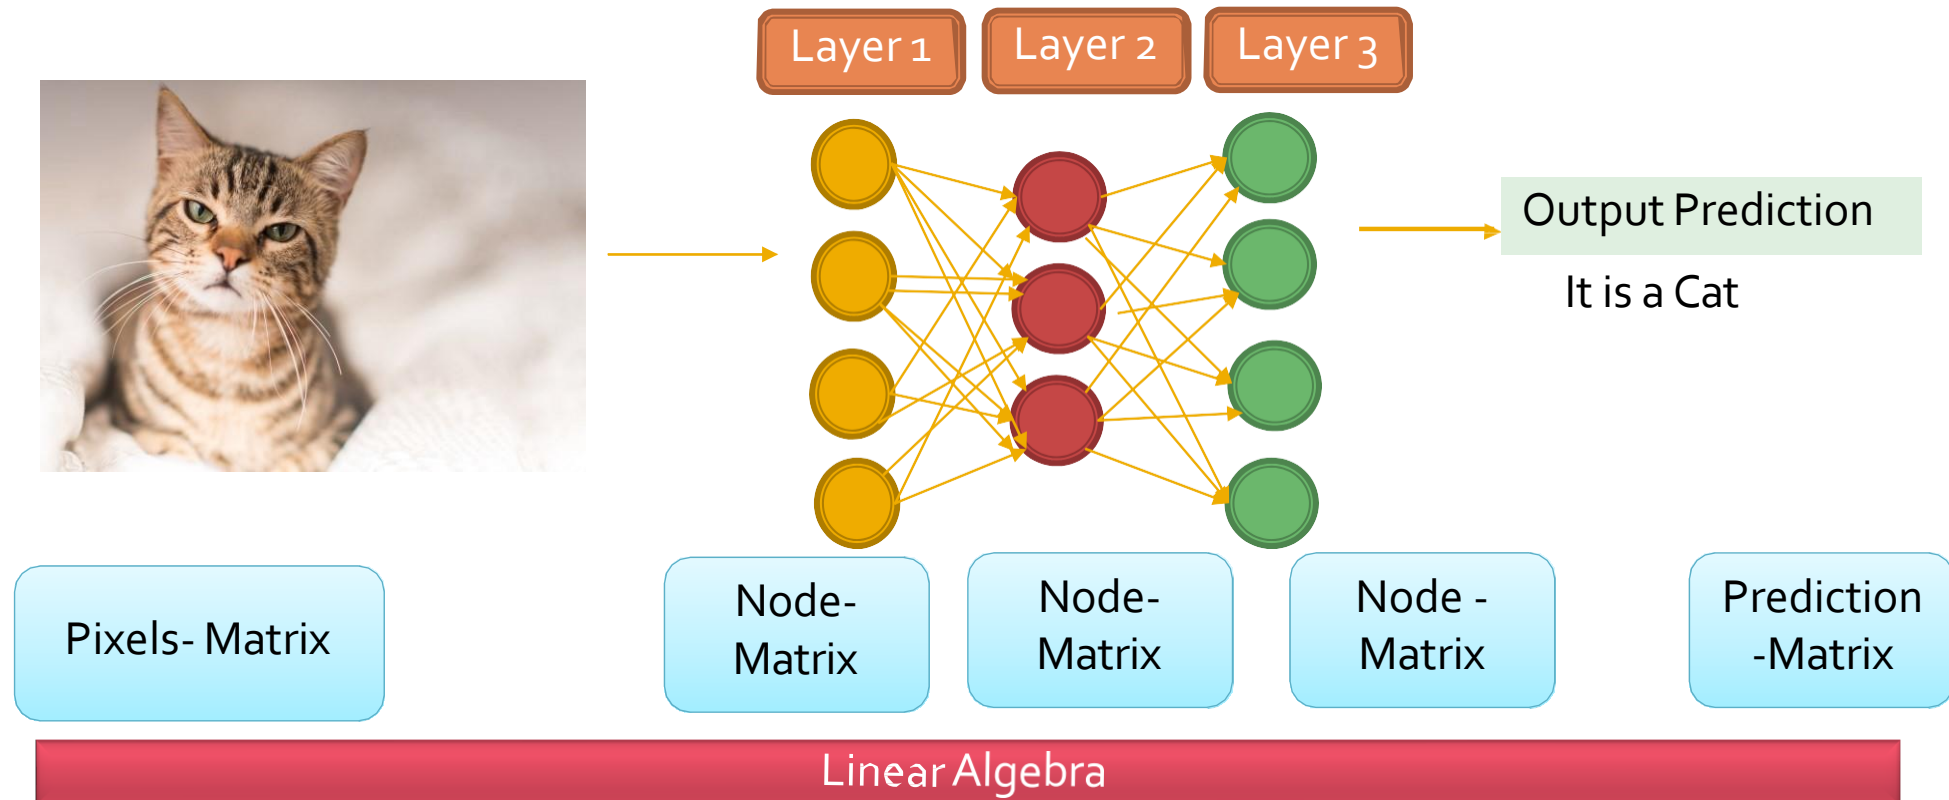 Layer 1
Layer 2
Layer 3
Output Prediction
It is a Cat
Pixels- Matrix
Node-
Matrix
Node-
Matrix
Node -
Matrix
Prediction
-Matrix
Linear Algebra